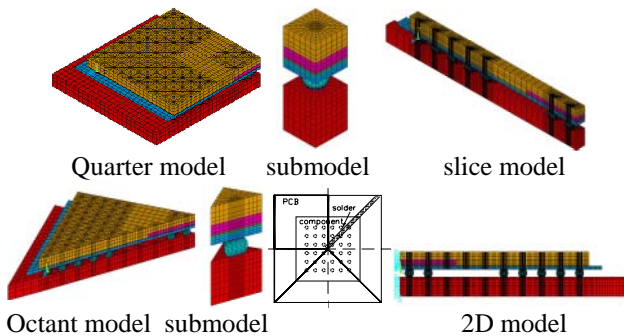 Quarter model
submodel
slice model
PCB
solder
component
Octant model
submodel
2D model